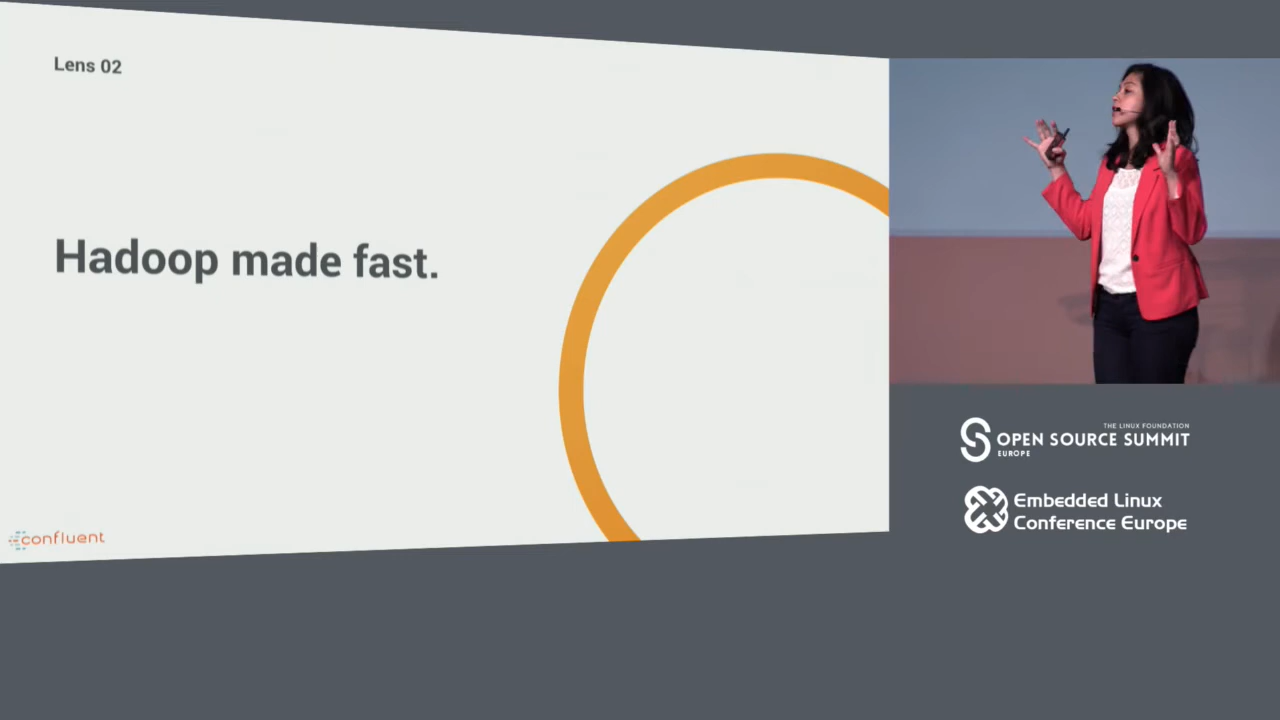 Lens 02
Hadoop made fast.
confluent
THE LINUX FOUNDATION
OPEN SOURCE SUMMIT
EUROPE
Embedded Linux
Conference Europe